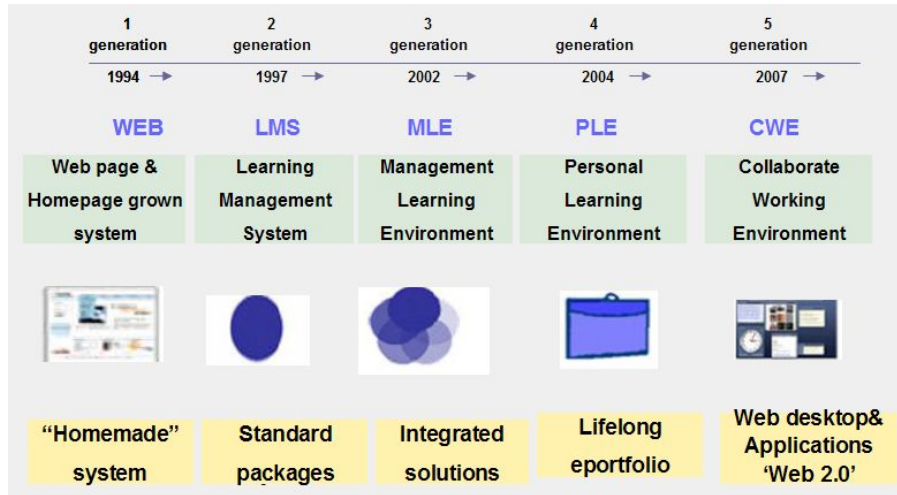 1 generation
2 generation
3 generation
4 generation
5 generation
1994
1997
2002
2004
2007
WEB
LMS
MLE
PLE
CWE
Web page &
Homepage grown
system
Learning
Management
System
Management
Learning
Environment
Personal
Learning
Environment
Collaborate
Working
Environment
“Homemade”
system
Standard
packages
Integrated
solutions
Lifelong
eportfolio
Web desktop&
Applications
‘Web 2.0’